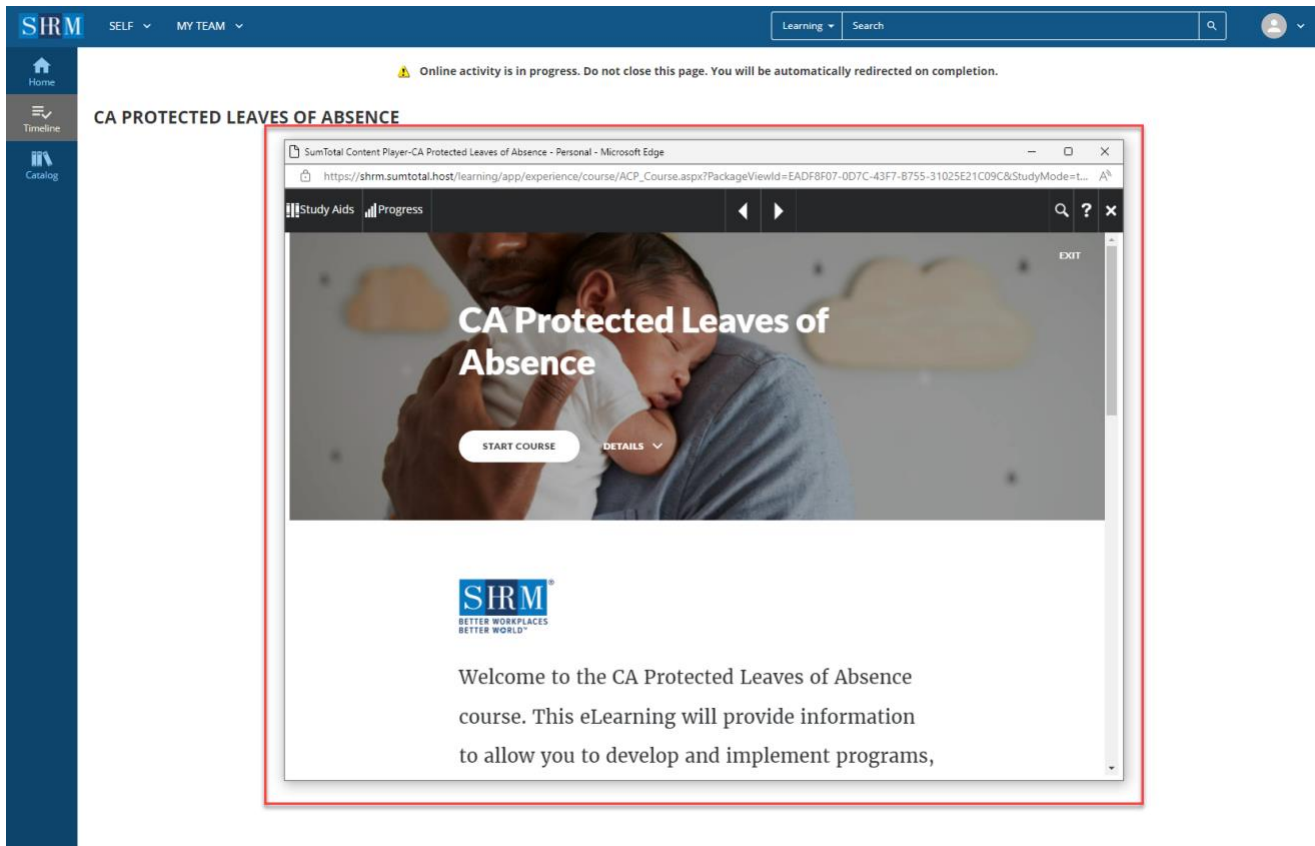 SHRM SELF MY TEAM Learning Search
Home
Timeline
Catalog
Online activity is in progress. Do not close this page. You will be automatically redirected on completion.
CA PROTECTED LEAVES OF ABSENCE
SumTotal Content Player-CA Protected Leaves of Absence - Personal - Microsoft Edge
https://shrm.sumtotal.host/learning/app/experience/course/ACP_Course.aspx?PackageViewId=EADF8F07-0D7C-43F7-B755-31025E21C09C&StudyMode=t...
Study Aids Progress ?
EXIT
CA Protected Leaves of
Absence
START COURSE DETAILS
SHRM®
BETTER WORKPLACES
BETTER WORLD™
Welcome to the CA Protected Leaves of Absence
course. This eLearning will provide information
to allow you to develop and implement programs,